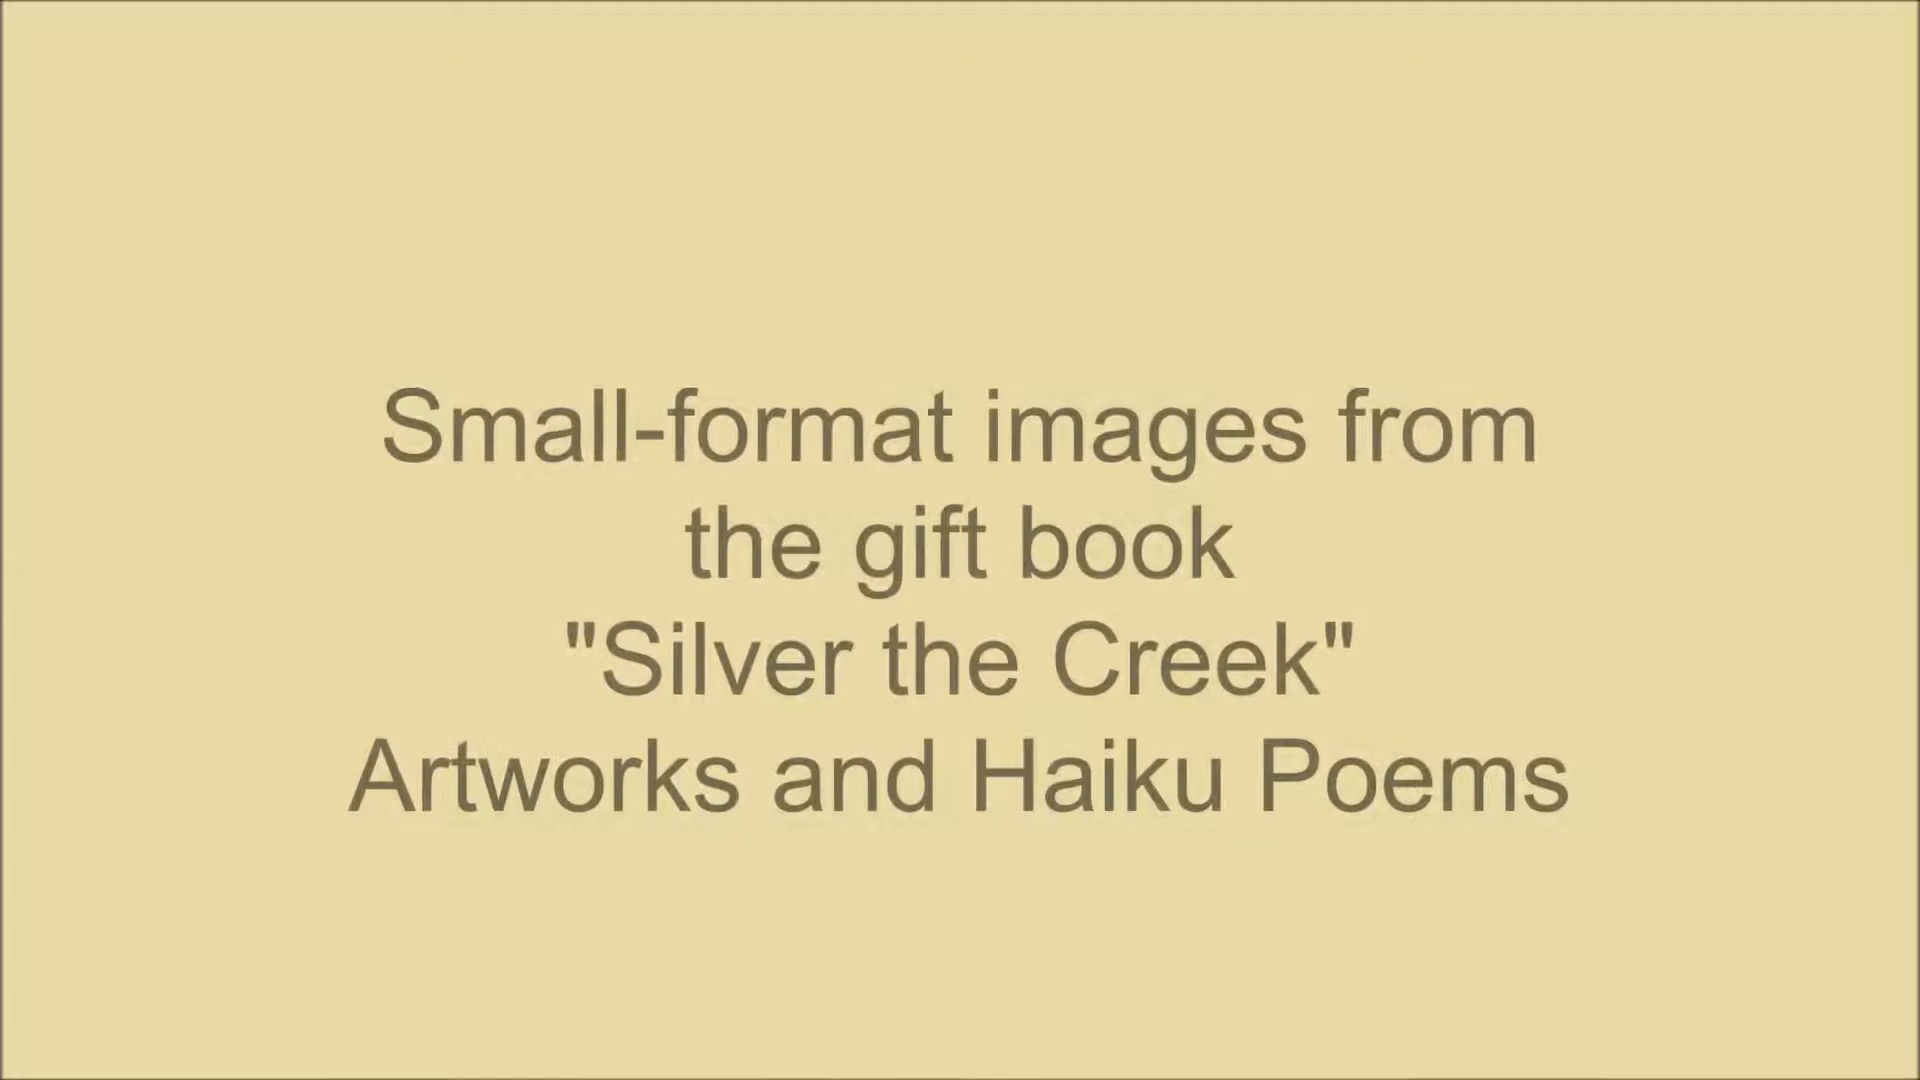 Small-format images from
the gift book
"Silver the Creek"
Artworks and Haiku Poems